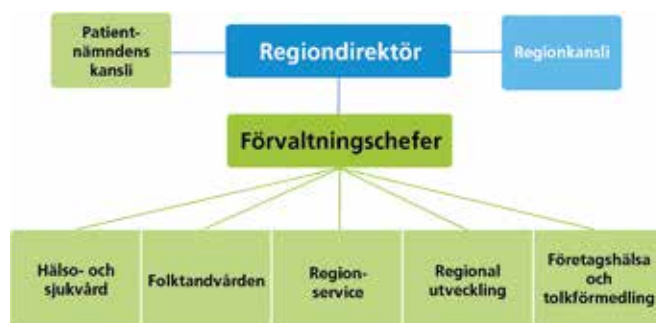 Patient-
nämndens
kansli
Regiondirektör
Regionkansli
Förvaltningschefer
Hälso- och
sjukvård
Folktandvården
Region-
service
Regional
utveckling
Företagshälsa
och
tolkförmedling